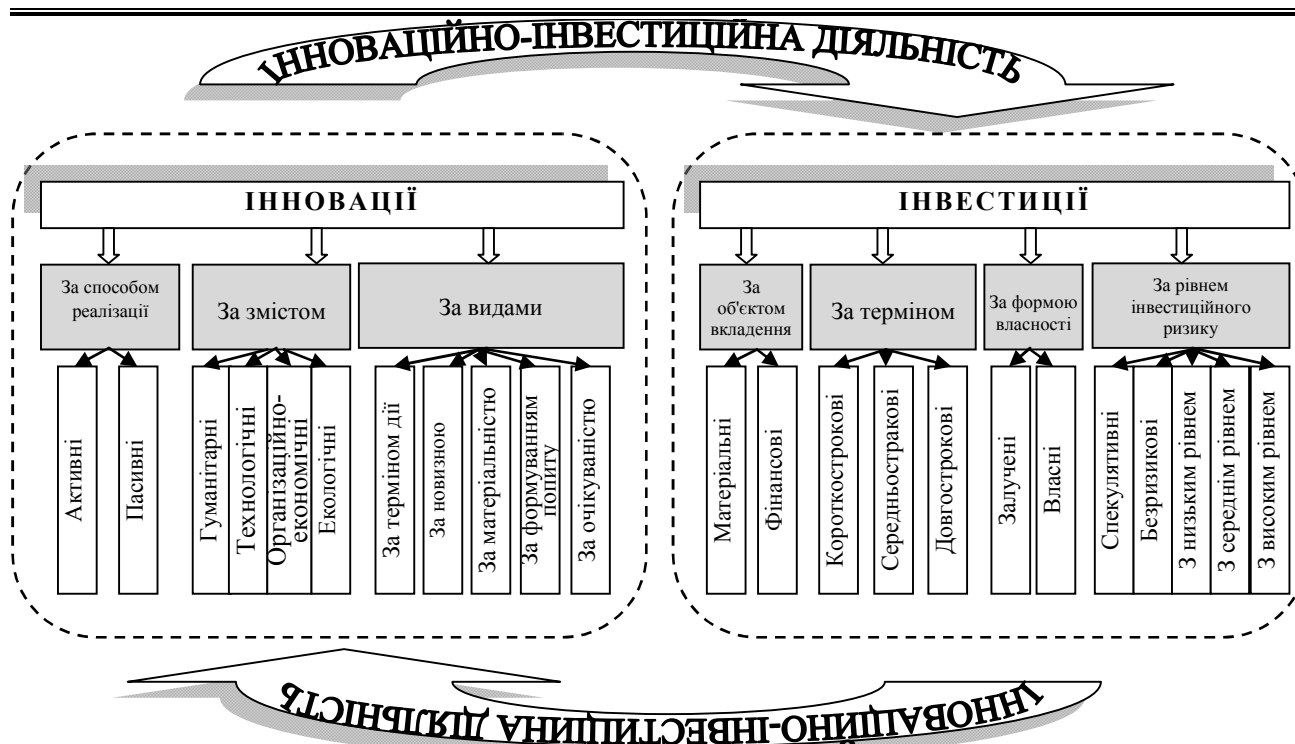 ІННОВАЦІЙНО-ІНВЕСТИЦІЙНА ДІЯЛЬНІСТЬ
ІННОВАЦІЇ
За способом
реалізації
За змістом
За видами
Активні
Пасивні
Гуманітарні
Технологічні
Організаційно-
економічні
Екологічні
За терміном дії
За новизною
За матеріальністю
За формуванням
попиту
За очікуваністю
ІНВЕСТИЦІЇ
За
об'єктом
вкладення
За терміном
За формою
власності
За рівнем
інвестиційного
ризику
Матеріальні
Фінансові
Короткострокові
Середньостракові
Довгострокові
Залучені
Власні
Спекулятивні
Безризикові
З низьким рівнем
З середнім рівнем
З високим рівнем
ІННОВАЦІЙНО-ІНВЕСТИЦІЙНА ДІЯЛЬНІСТЬ